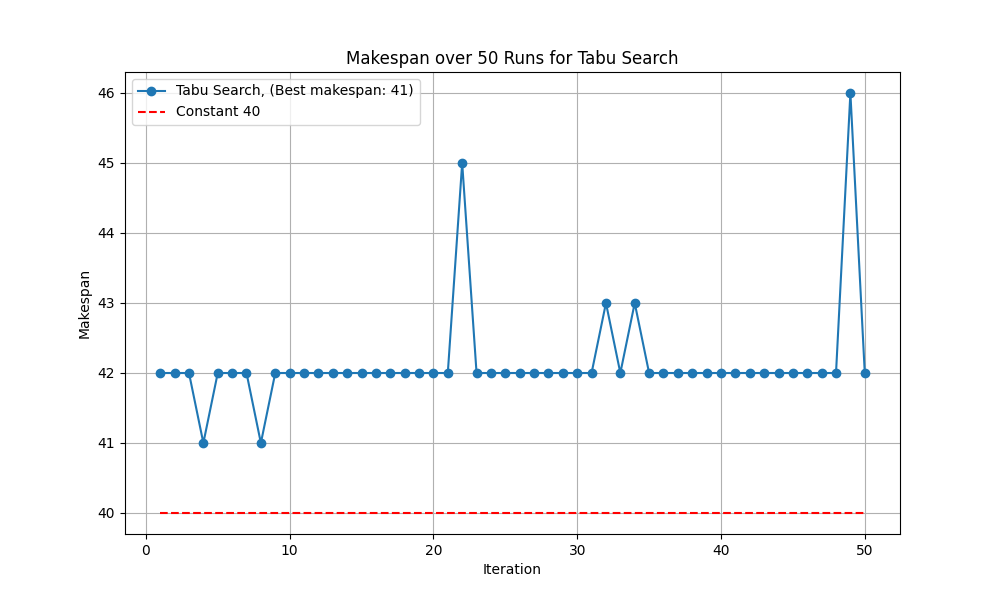 Makespan over 50 Runs for Tabu Search
Tabu Search, (Best makespan: 41)
Constant 40
Makespan
46
45
44
43
42
41
40
0 10 20 30 40 50
Iteration